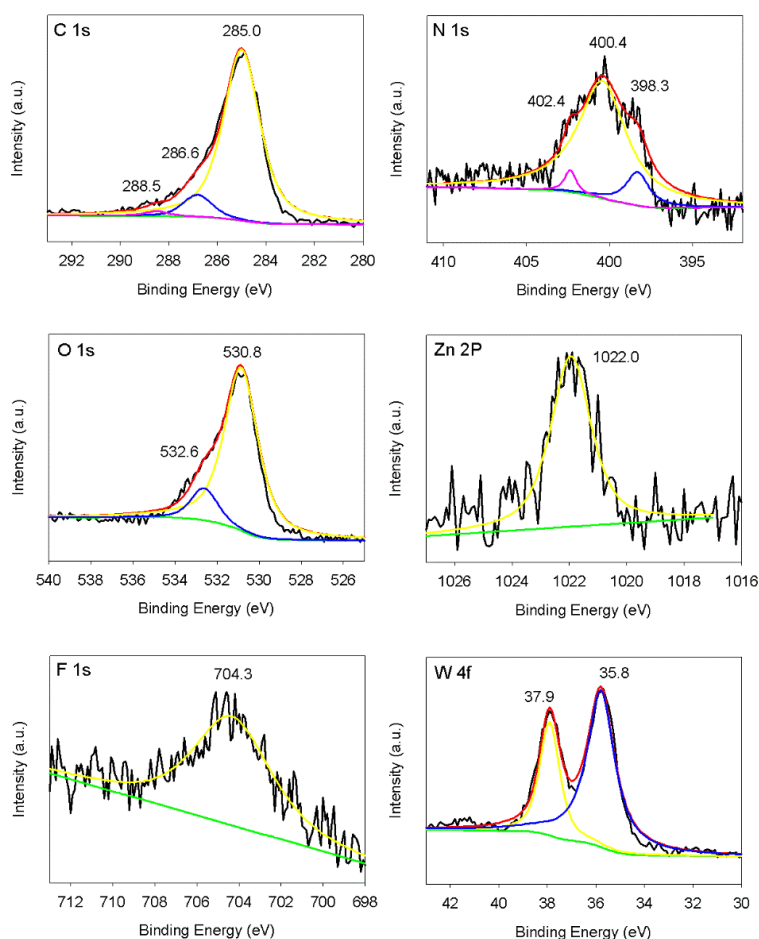 C 1s
285.0
286.6
288.5
Intensity (a.u.)
292 290 288 286 284 282 280
Binding Energy (eV)
N 1s
400.4
402.4
398.3
Intensity (a.u.)
410 405 400 395
Binding Energy (eV)
O 1s
530.8
532.6
Intensity (a.u.)
540 538 536 534 532 530 528 526
Binding Energy (eV)
Zn 2P
1022.0
Intensity (a.u.)
1026 1024 1022 1020 1018 1016
Binding Energy (eV)
F 1s
704.3
Intensity (a.u.)
712 710 708 706 704 702 700 698
Binding Energy (eV)
W 4f
35.8
37.9
Intensity (a.u.)
42 40 38 36 34 32 30
Binding Energy (eV)